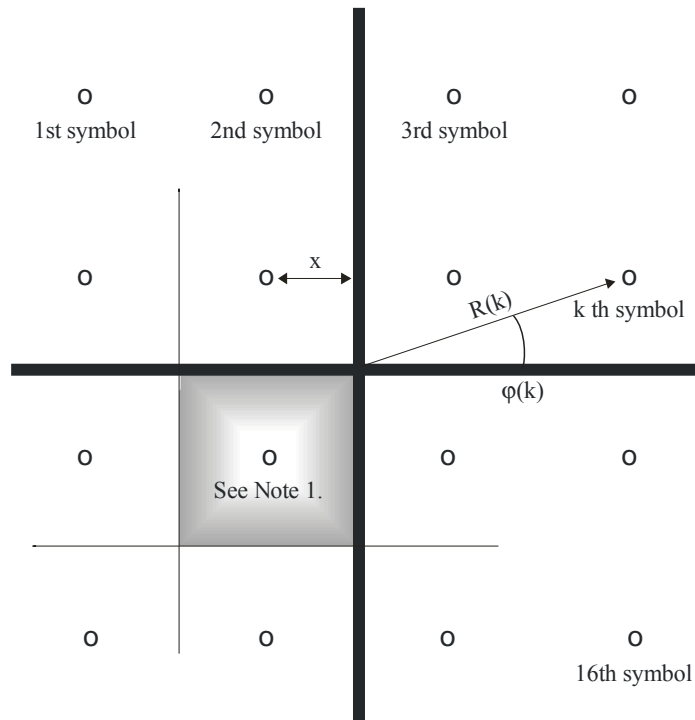 o o o o
1st symbol 2nd symbol 3rd symbol
x
o o o o
R(k)
k th symbol
φ(k)
o o o o
See Note 1.
o o o o
16th symbol